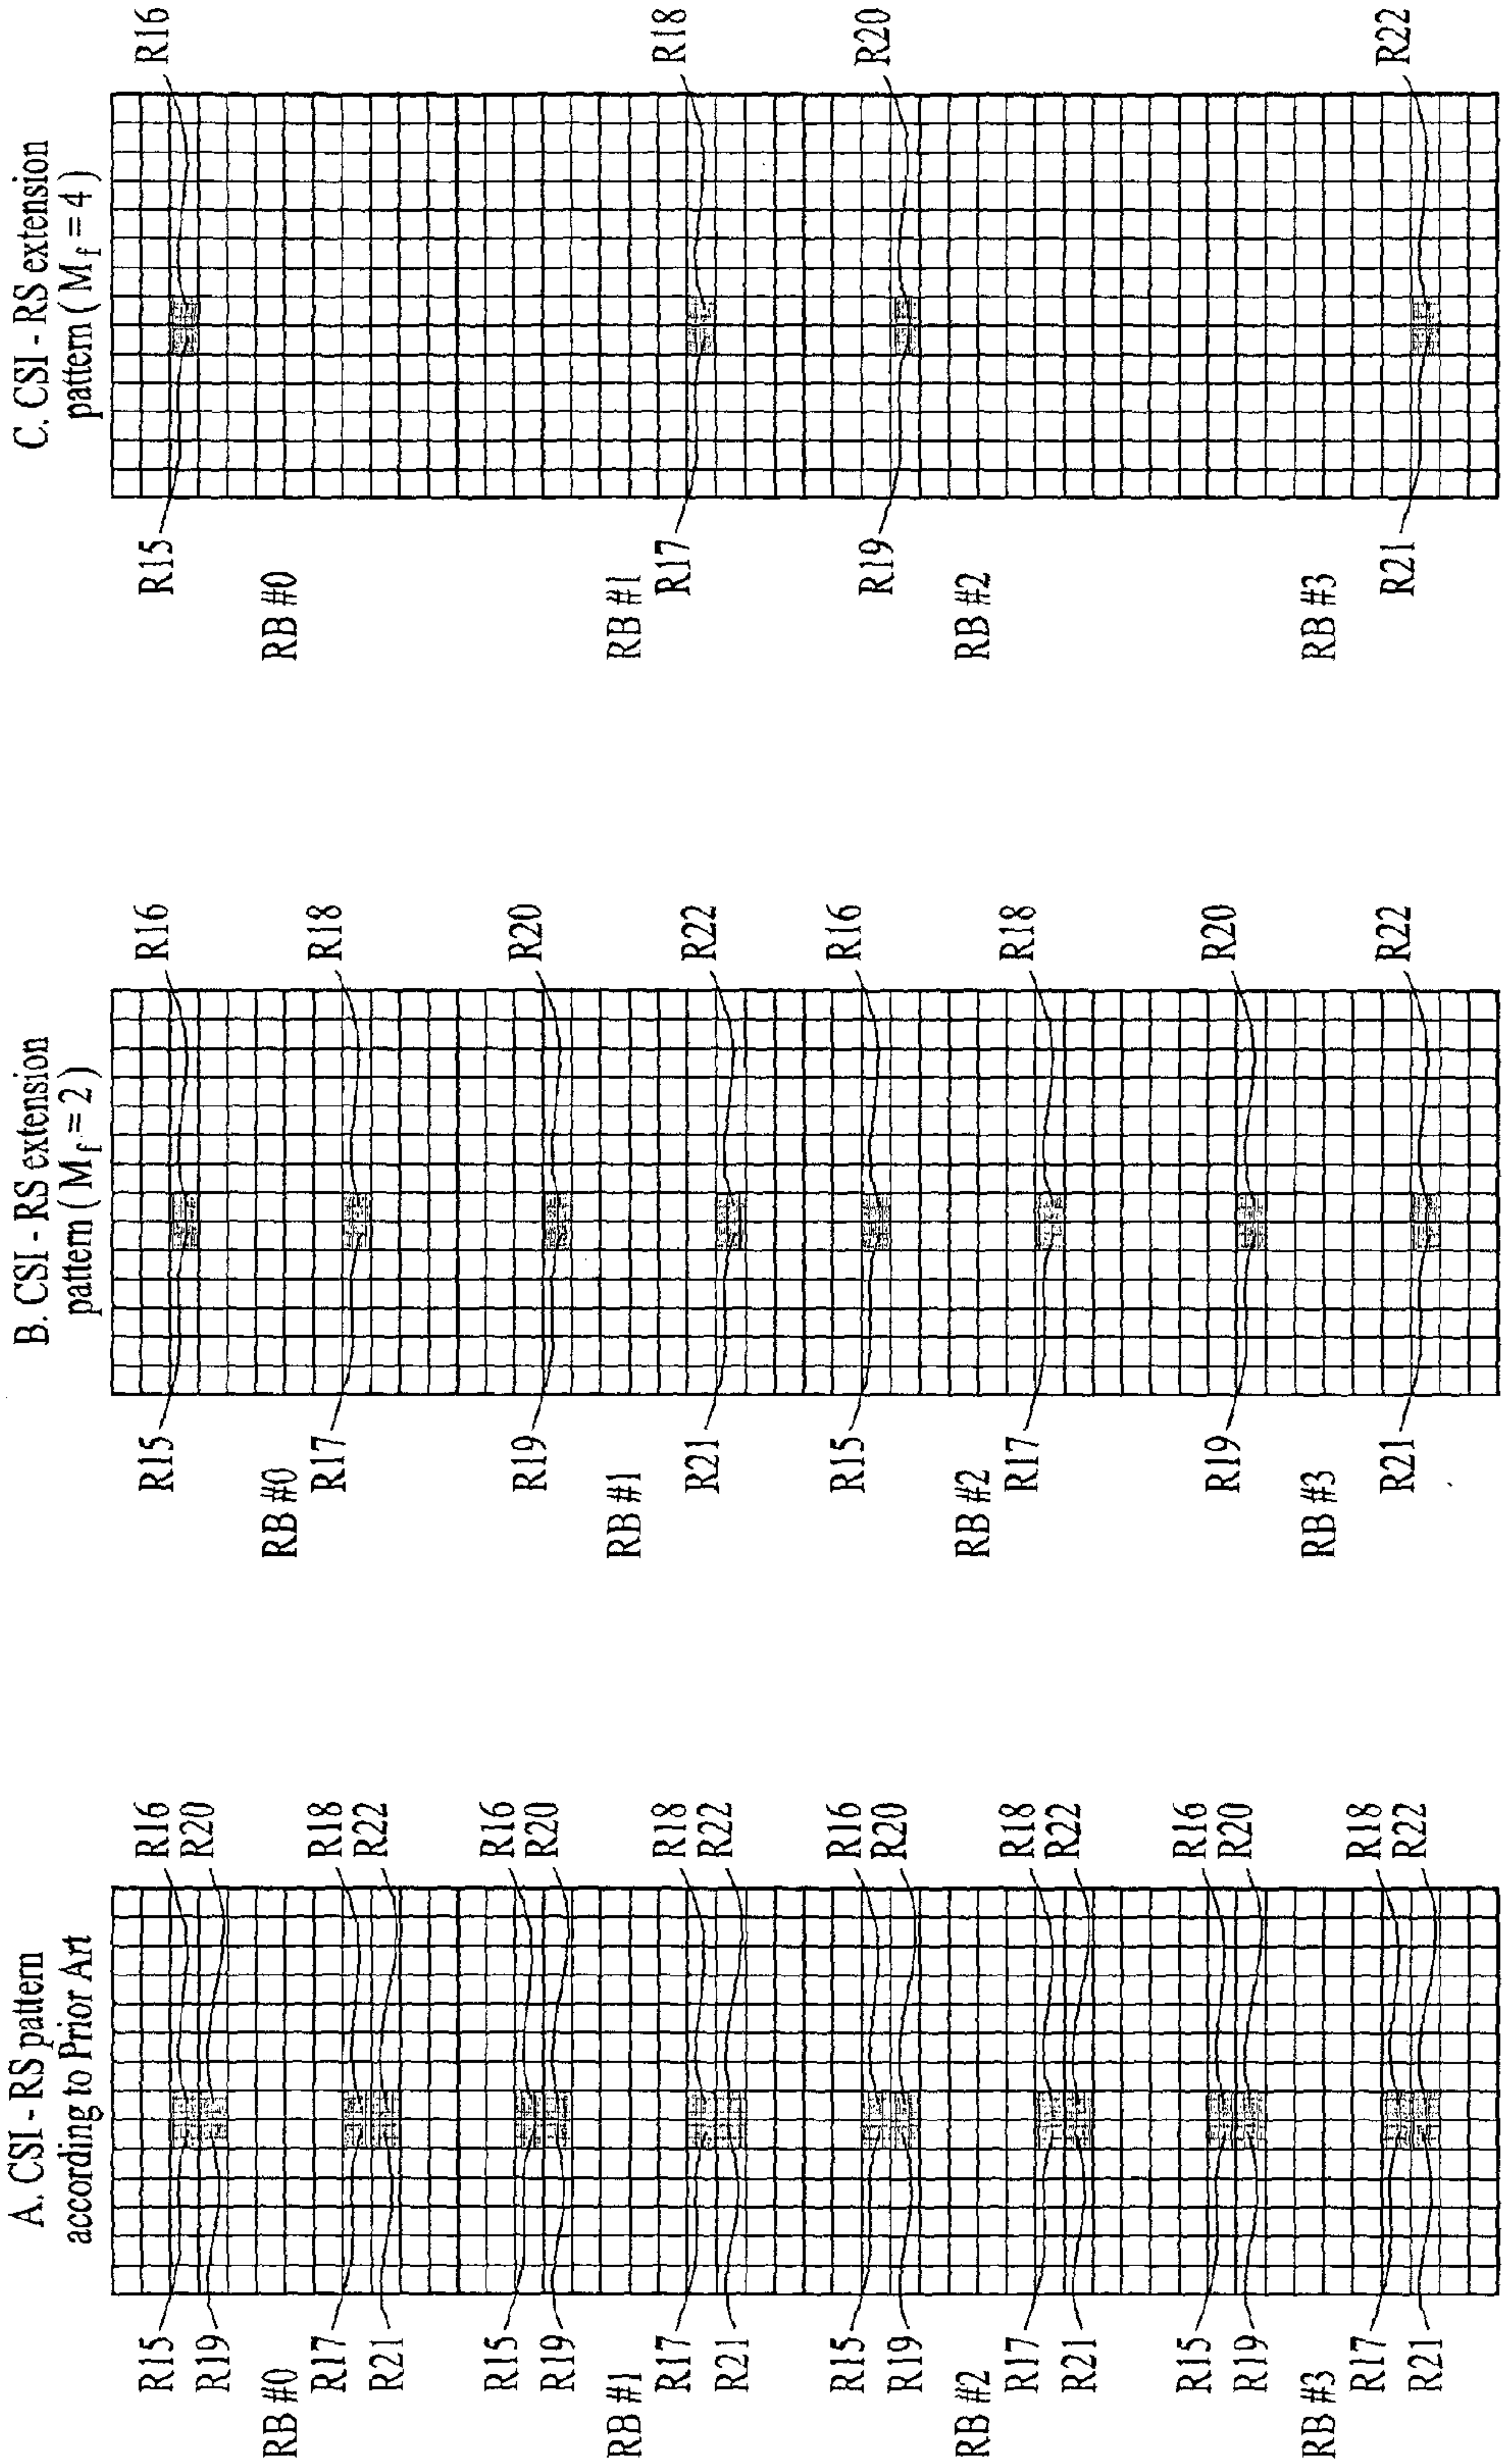 A. CSI - RS pattern
according to Prior Art
R15 R16
R19 R20
RB #0
R17 R18
R21 R22
R15 R16
R19 R20
RB #1
R17 R18
R21 R22
R15 R16
R19 R20
RB #2
R17 R18
R21 R22
R15 R16
R19 R20
RB #3
R17 R18
R21 R22
B. CSI - RS extension
pattern ( Mf = 2 )
R15 R16
RB #0
R17 R18
R19 R20
RB #1
R21 R22
R15 R16
RB #2
R17 R18
R19 R20
RB #3
R21 R22
C. CSI - RS extension
pattern ( Mf = 4 )
R15 R16
RB #0
RB #1
R17 R18
R19 R20
RB #2
RB #3
R21 R22